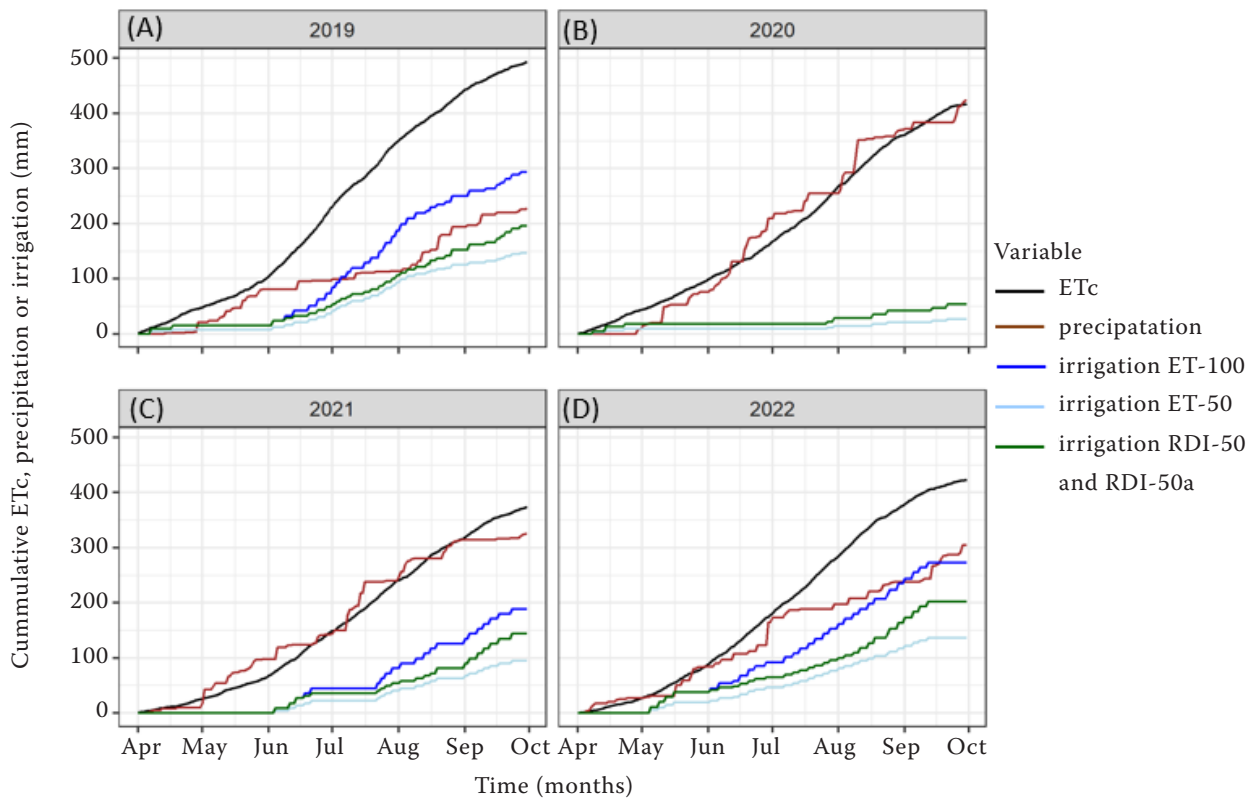 (A) 2019
(B) 2020
500
400
300
200
100
0
(C) 2021
(D) 2022
500
400
300
200
100
0
Apr May Jun Jul Aug Sep Oct
Apr May Jun Jul Aug Sep Oct
Time (months)
Cummulative ETc, precipitation or irrigation (mm)
Variable
ETc
precipatation
irrigation ET-100
irrigation ET-50
irrigation RDI-50
and RDI-50a